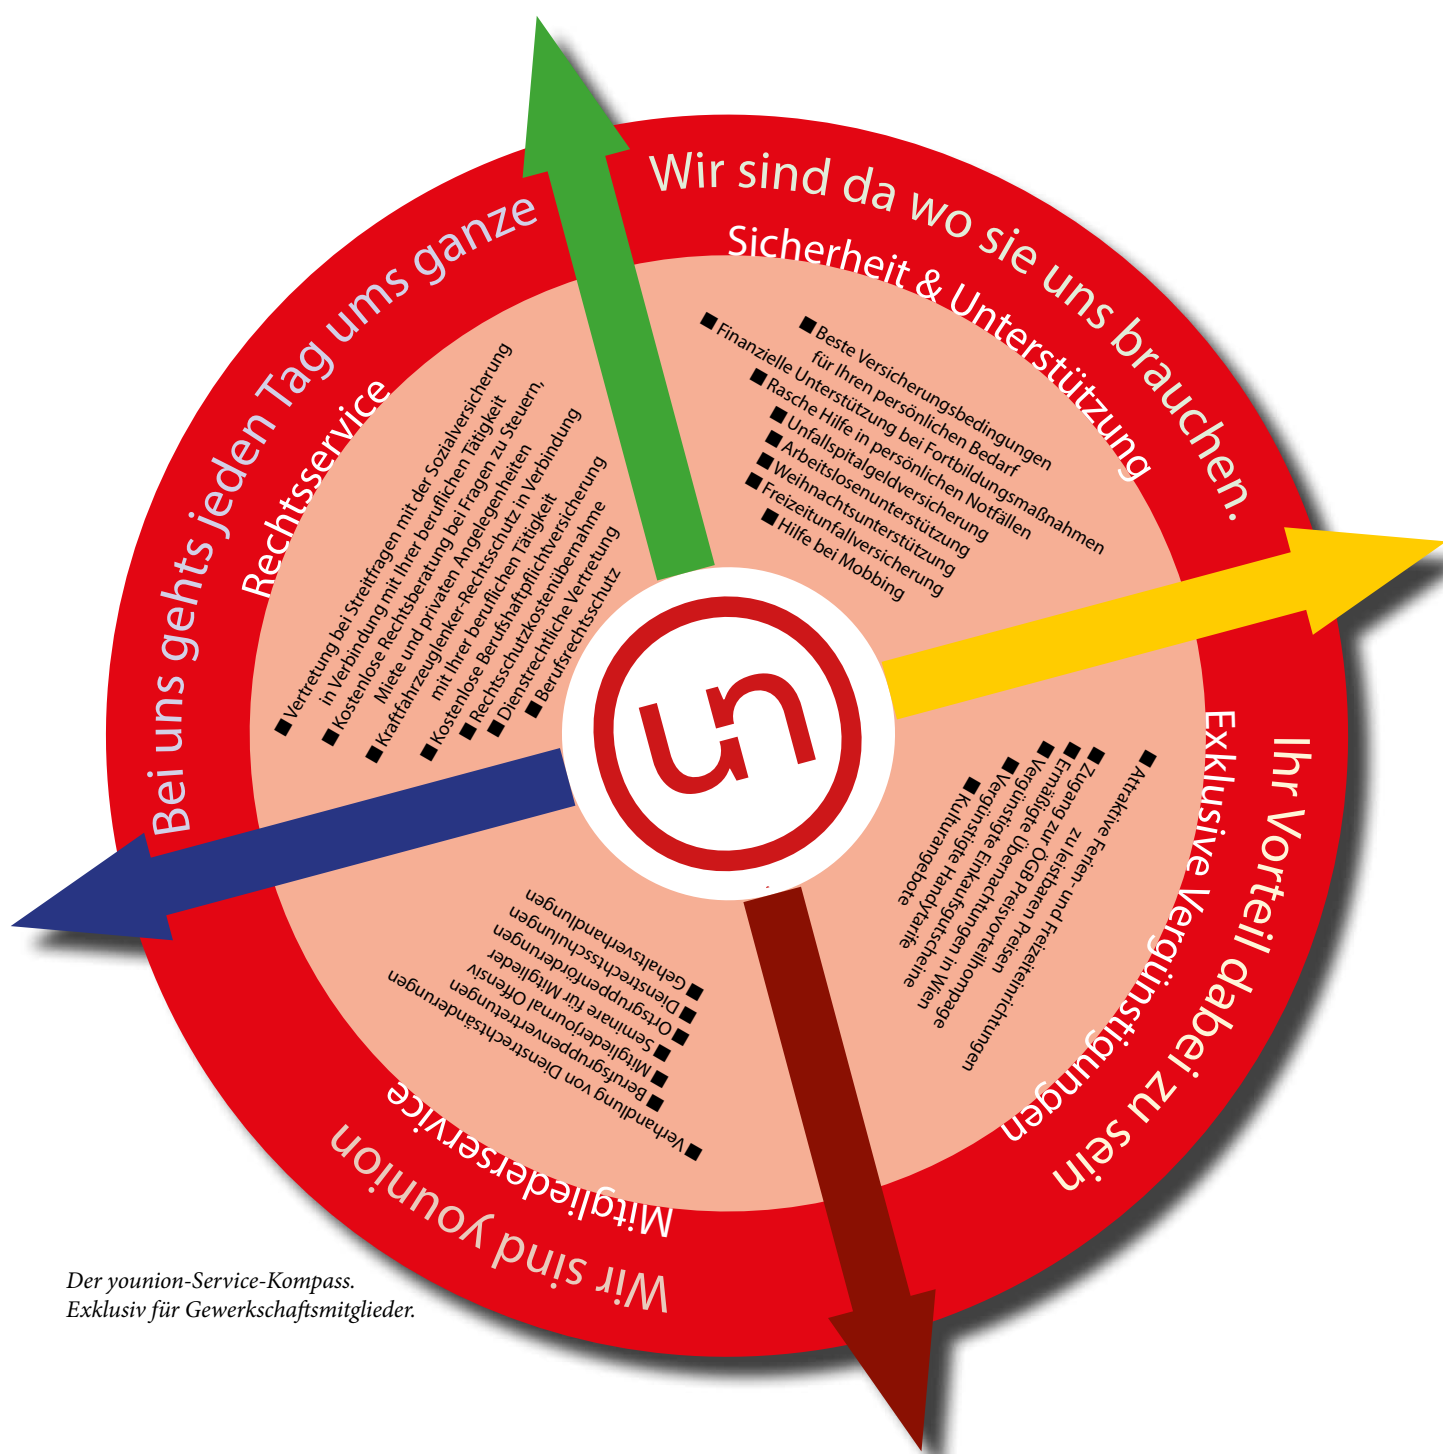 Wir sind da wo sie uns brauchen.
Sicherheit & Unterstützung
■ Beste Versicherungsbedingungen
für Ihren persönlichen Bedarf
■ Finanzielle Unterstützung bei Fortbildungsmaßnahmen
■ Rasche Hilfe in persönlichen Notfällen
■ Unfallspitalgeldversicherung
■ Arbeitslosenunterstützung
■ Weihnachtsunterstützung
■ Freizeitunfallversicherung
■ Hilfe bei Mobbing
Ihr Vorteil dabei zu sein
Exklusive Vergünstigungen
■ Attraktive Ferien- und Freizeiteinrichtungen
zu leistbaren Preisen
■ Zugang zur ÖGB Preisvorteilhompage
■ Ermäßigte Übernachtungen in Wien
■ Vergünstigte Einkaufsgutscheine
■ Vergünstigte Handytarife
■ Kulturangebote
Wir sind younion
Mitgliederservice
■ Verhandlung von Dienstrechtsänderungen
■ Berufsgruppenvertretungen
■ Mitgliederjournal Offensiv
■ Seminare für Mitglieder
■ Ortsgruppenförderungen
■ Dienstrechtsschulungen
■ Gehaltsverhandlungen
Bei uns gehts jeden Tag ums ganze
Rechtsservice
■ Vertretung bei Streitfragen mit der Sozialversicherung
in Verbindung mit Ihrer beruflichen Tätigkeit
■ Kostenlose Rechtsberatung bei Fragen zu Steuern,
Miete und privaten Angelegenheiten
■ Kraftfahrzeuglenker-Rechtsschutz in Verbindung
mit Ihrer beruflichen Tätigkeit
■ Kostenlose Berufshaftpflichtversicherung
■ Rechtsschutzkostenübernahme
■ Dienstrechtliche Vertretung
■ Berufsrechtsschutz
un
Der younion-Service-Kompass.
Exklusiv für Gewerkschaftsmitglieder.